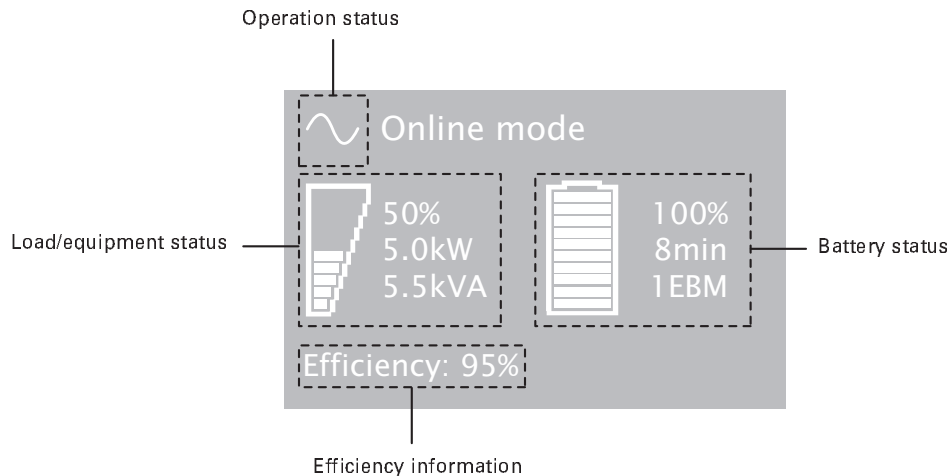 Operation status
Online mode
50%
5.0kW
5.5kVA
100%
8min
1EBM
Load/equipment status
Battery status
Efficiency: 95%
Efficiency information